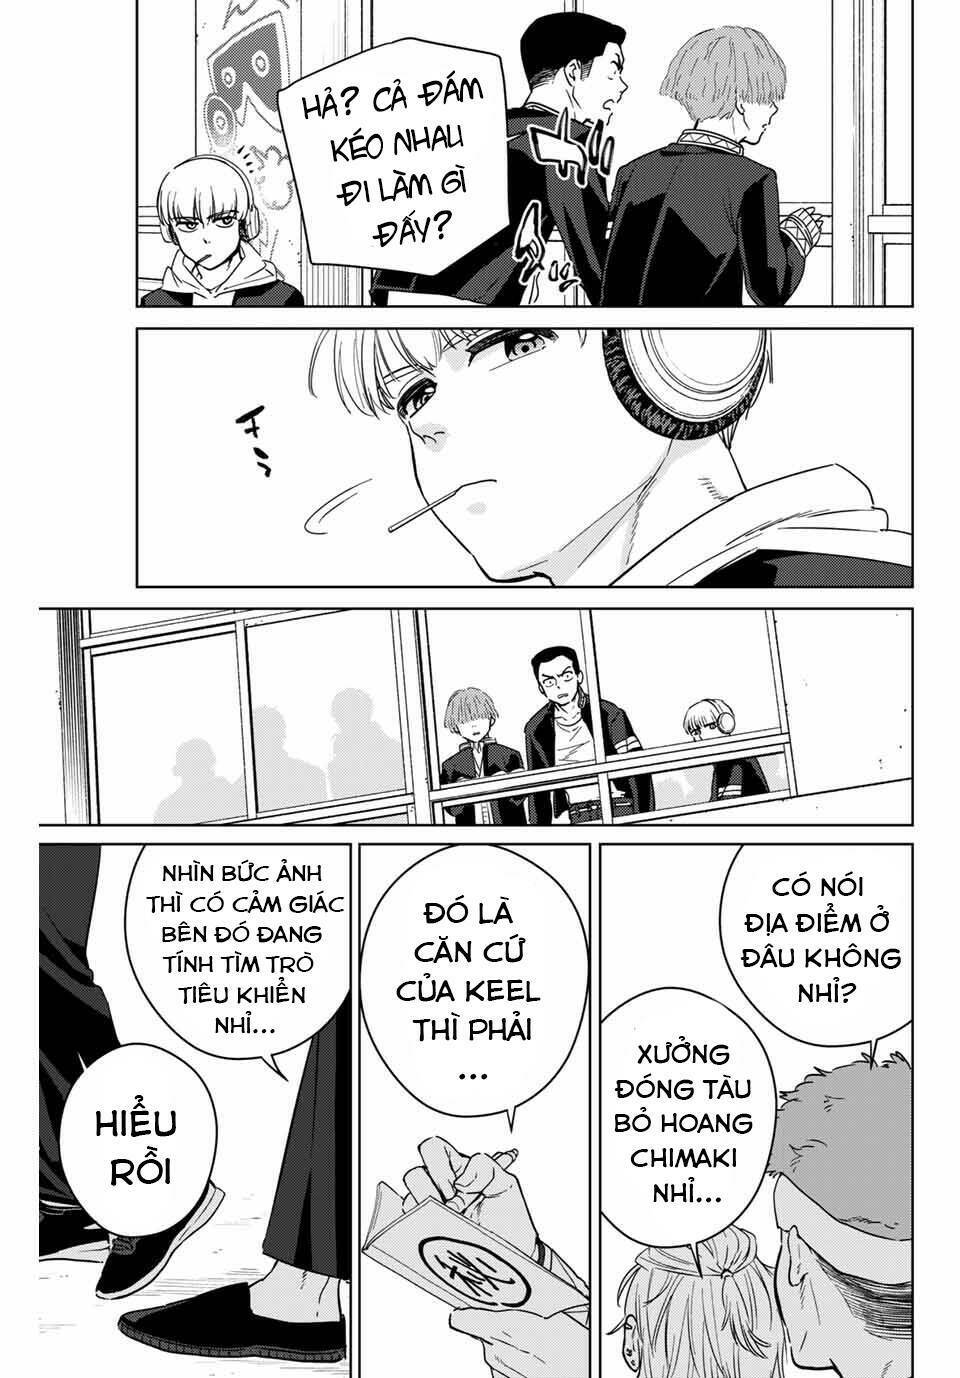 HẢ? CẢ ĐÁM
KÉO NHAU
ĐI LÀM GÌ
ĐẤY?
CÓ NÓI
ĐỊA ĐIỂM Ở
ĐÂU KHÔNG
NHỈ?
XƯỞNG
ĐÓNG TÀU
BỎ HOANG
CHIMAKI
NHỈ...
ĐÓ LÀ
CĂN CỨ
CỦA KEEL
THÌ PHẢI
...
NHÌN BỨC ẢNH
THÌ CÓ CẢM GIÁC
BÊN ĐÓ ĐANG
TÍNH TÌM TRÒ
TIÊU KHIỂN
NHỈ...
HIỂU
RỒI